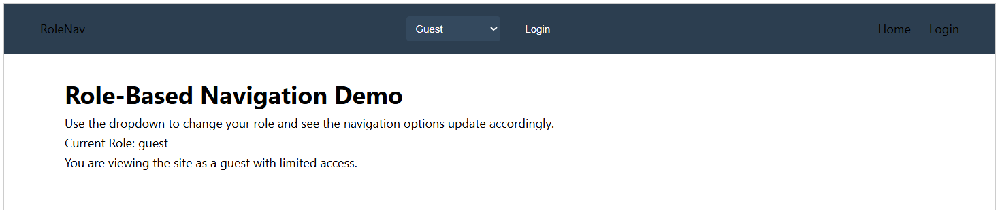 RoleNav Guest Login Home Login
Role-Based Navigation Demo
Use the dropdown to change your role and see the navigation options update accordingly.
Current Role: guest
You are viewing the site as a guest with limited access.